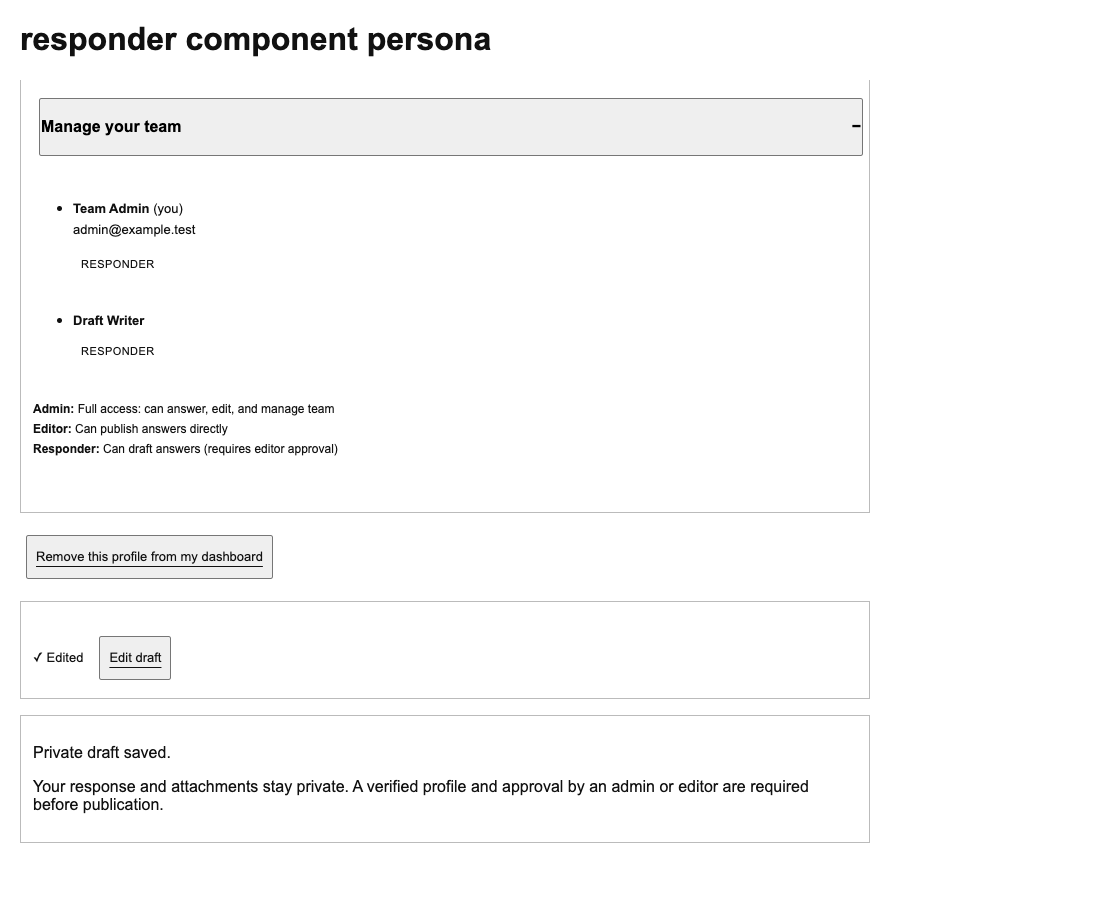 responder component persona
Manage your team −
Team Admin (you)
admin@example.test
RESPONDER
Draft Writer
RESPONDER
Admin: Full access: can answer, edit, and manage team
Editor: Can publish answers directly
Responder: Can draft answers (requires editor approval)
Remove this profile from my dashboard
✓ Edited Edit draft
Private draft saved.
Your response and attachments stay private. A verified profile and approval by an admin or editor are required
before publication.